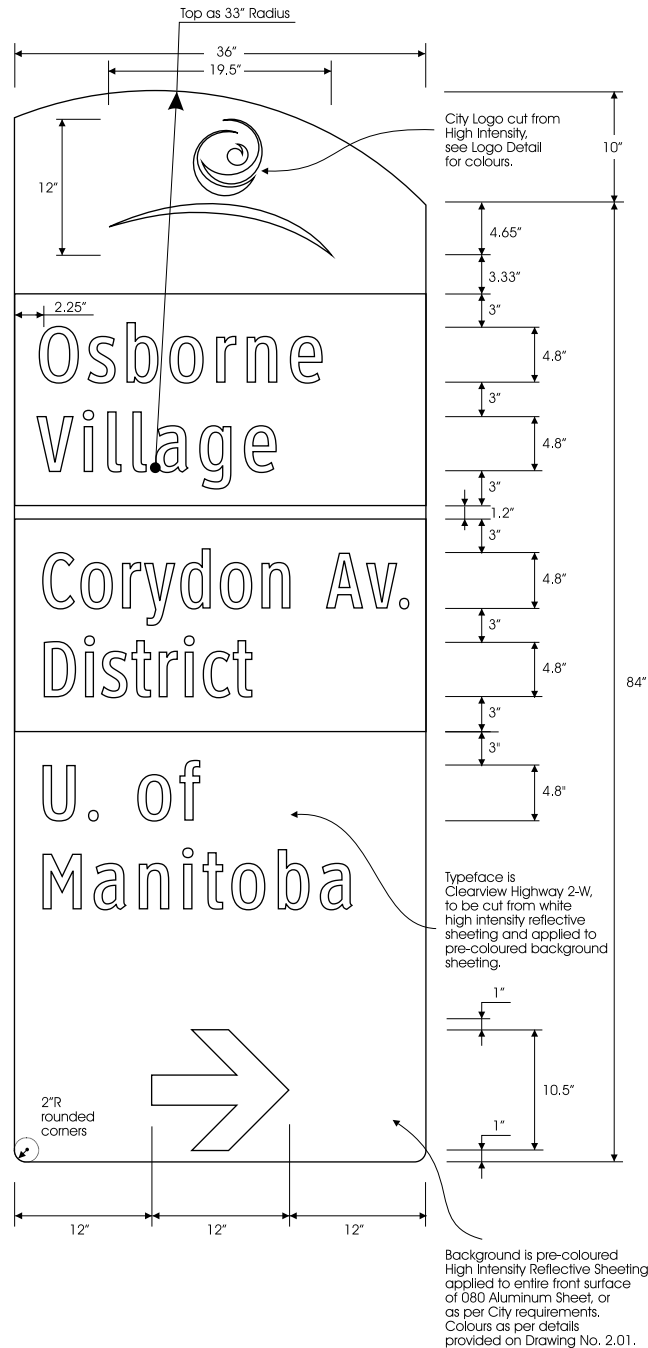 Top as 33" Radius
36"
19.5"
City Logo cut from
High Intensity,
see Logo Detail
for colours.
10"
12"
4.65"
3.33"
2.25"
3"
Osborne
4.8"
3"
Village
4.8"
3"
1.2"
3"
Corydon Av.
4.8"
3"
District
4.8"
84"
3"
3"
U. of
4.8"
Manitoba
Typeface is
Clearview Highway 2-W,
to be cut from white
high intensity reflective
sheeting and applied to
pre-coloured background
sheeting.
1"
10.5"
2"R
rounded
corners
1"
12"
12"
12"
Background is pre-coloured
High Intensity Reflective Sheeting
applied to entire front surface
of 080 Aluminum Sheet, or
as per City requirements.
Colours as per details
provided on Drawing No. 2.01.